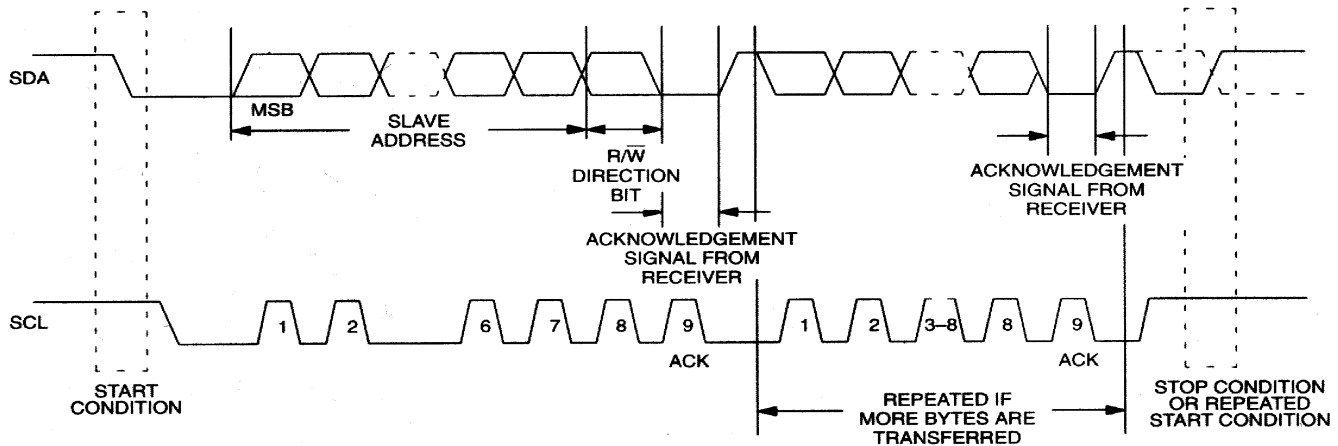 SDA
MSB
SLAVE
ADDRESS
R/W̅
DIRECTION
BIT
ACKNOWLEDGEMENT
SIGNAL FROM
RECEIVER
ACKNOWLEDGEMENT
SIGNAL FROM
RECEIVER
SCL
1 2 6 7 8 9 1 2 3–8 8 9
ACK ACK
START
CONDITION
REPEATED IF
MORE BYTES ARE
TRANSFERRED
STOP CONDITION
OR REPEATED
START CONDITION